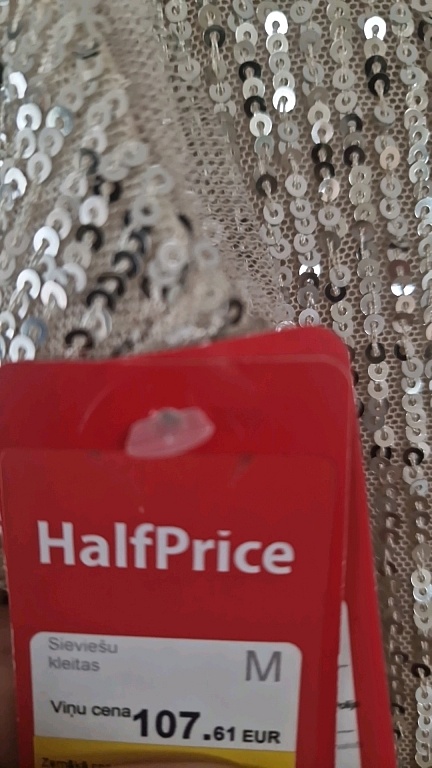 HalfPrice
Sieviešu
kleitas
M
Viņu cena 107.61 EUR